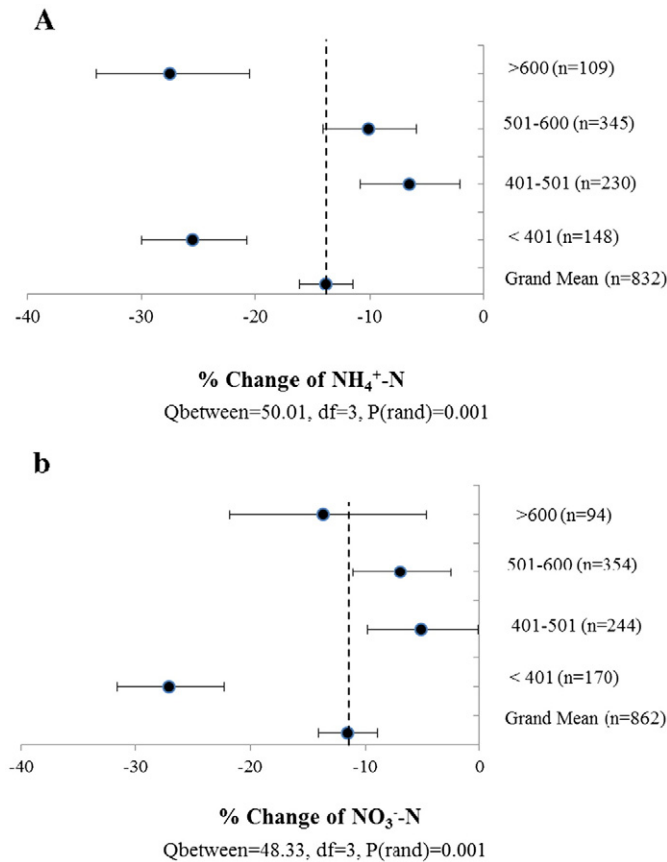 A
>600 (n=109)
501-600 (n=345)
401-501 (n=230)
< 401 (n=148)
Grand Mean (n=832)
-40 -30 -20 -10 0
% Change of NH₄⁺-N
Qbetween=50.01, df=3, P(rand)=0.001
b
>600 (n=94)
501-600 (n=354)
401-501 (n=244)
< 401 (n=170)
Grand Mean (n=862)
-40 -30 -20 -10 0
% Change of NO₃⁻-N
Qbetween=48.33, df=3, P(rand)=0.001